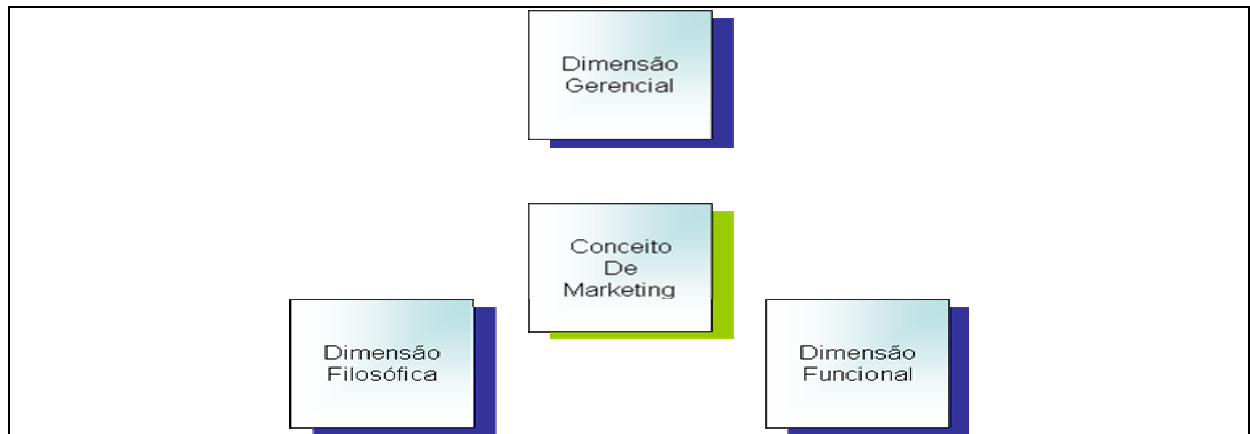 Dimensão
Gerencial
Conceito
De
Marketing
Dimensão
Filosófica
Dimensão
Funcional